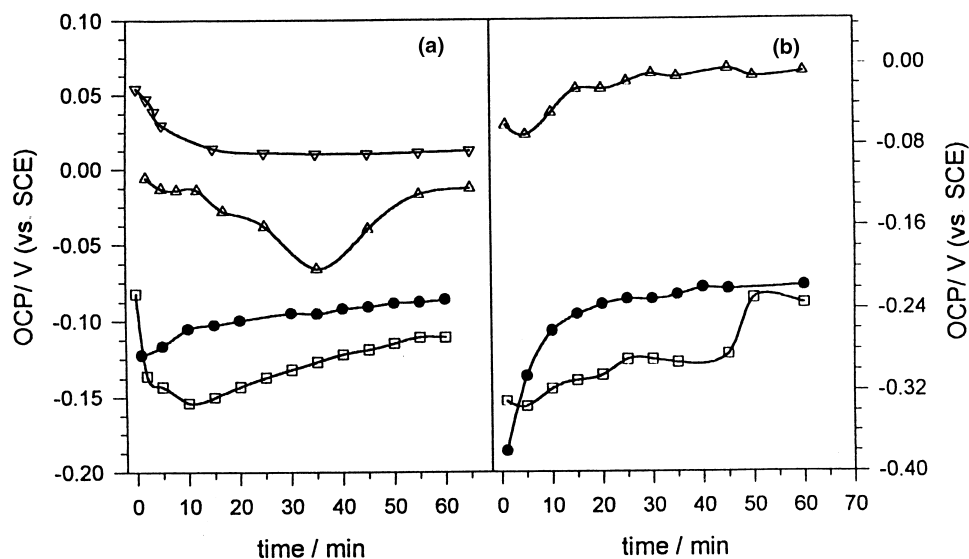 (a)
0.10
0.05
0.00
-0.05
-0.10
-0.15
-0.20
OCP/ V (vs. SCE)
0 10 20 30 40 50 60
time / min
(b)
0.00
-0.08
-0.16
-0.24
-0.32
-0.40
OCP/ V (vs SCE)
0 10 20 30 40 50 60 70
time / min